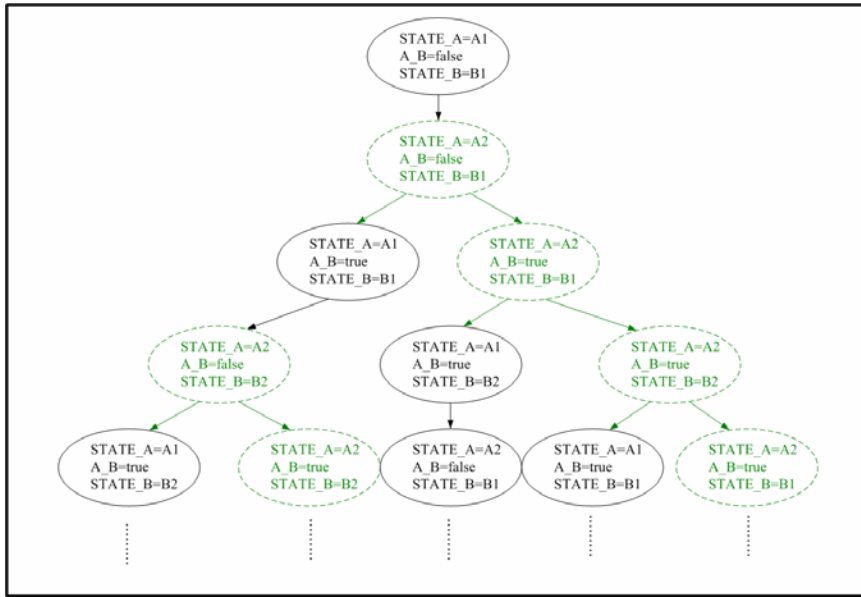 STATE_A=A1
A_B=false
STATE_B=B1
STATE_A=A2
A_B=false
STATE_B=B1
STATE_A=A1
A_B=true
STATE_B=B1
STATE_A=A2
A_B=true
STATE_B=B1
STATE_A=A2
A_B=false
STATE_B=B2
STATE_A=A1
A_B=true
STATE_B=B2
STATE_A=A2
A_B=true
STATE_B=B2
STATE_A=A1
A_B=true
STATE_B=B2
STATE_A=A2
A_B=true
STATE_B=B2
STATE_A=A2
A_B=false
STATE_B=B1
STATE_A=A1
A_B=true
STATE_B=B1
STATE_A=A2
A_B=true
STATE_B=B1